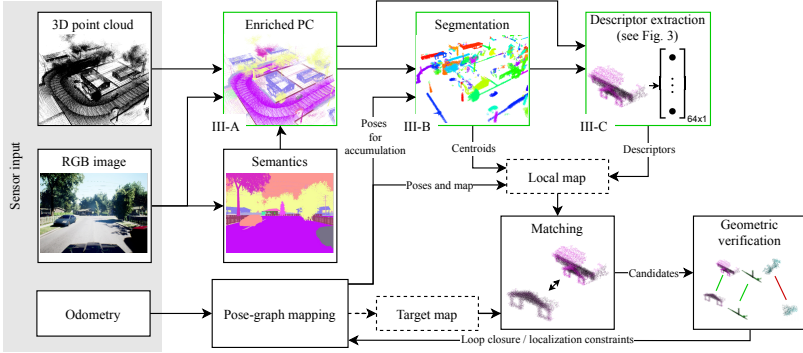 3D point cloud
Enriched PC
Segmentation
Descriptor extraction
(see Fig. 3)
64x1
III-A
III-B
III-C
Sensor input
RGB image
Semantics
Poses
for
accumulation
Centroids
Descriptors
Poses and map
Local map
Matching
Geometric
verification
Candidates
Odometry
Pose-graph mapping
Target map
Loop closure / localization constraints